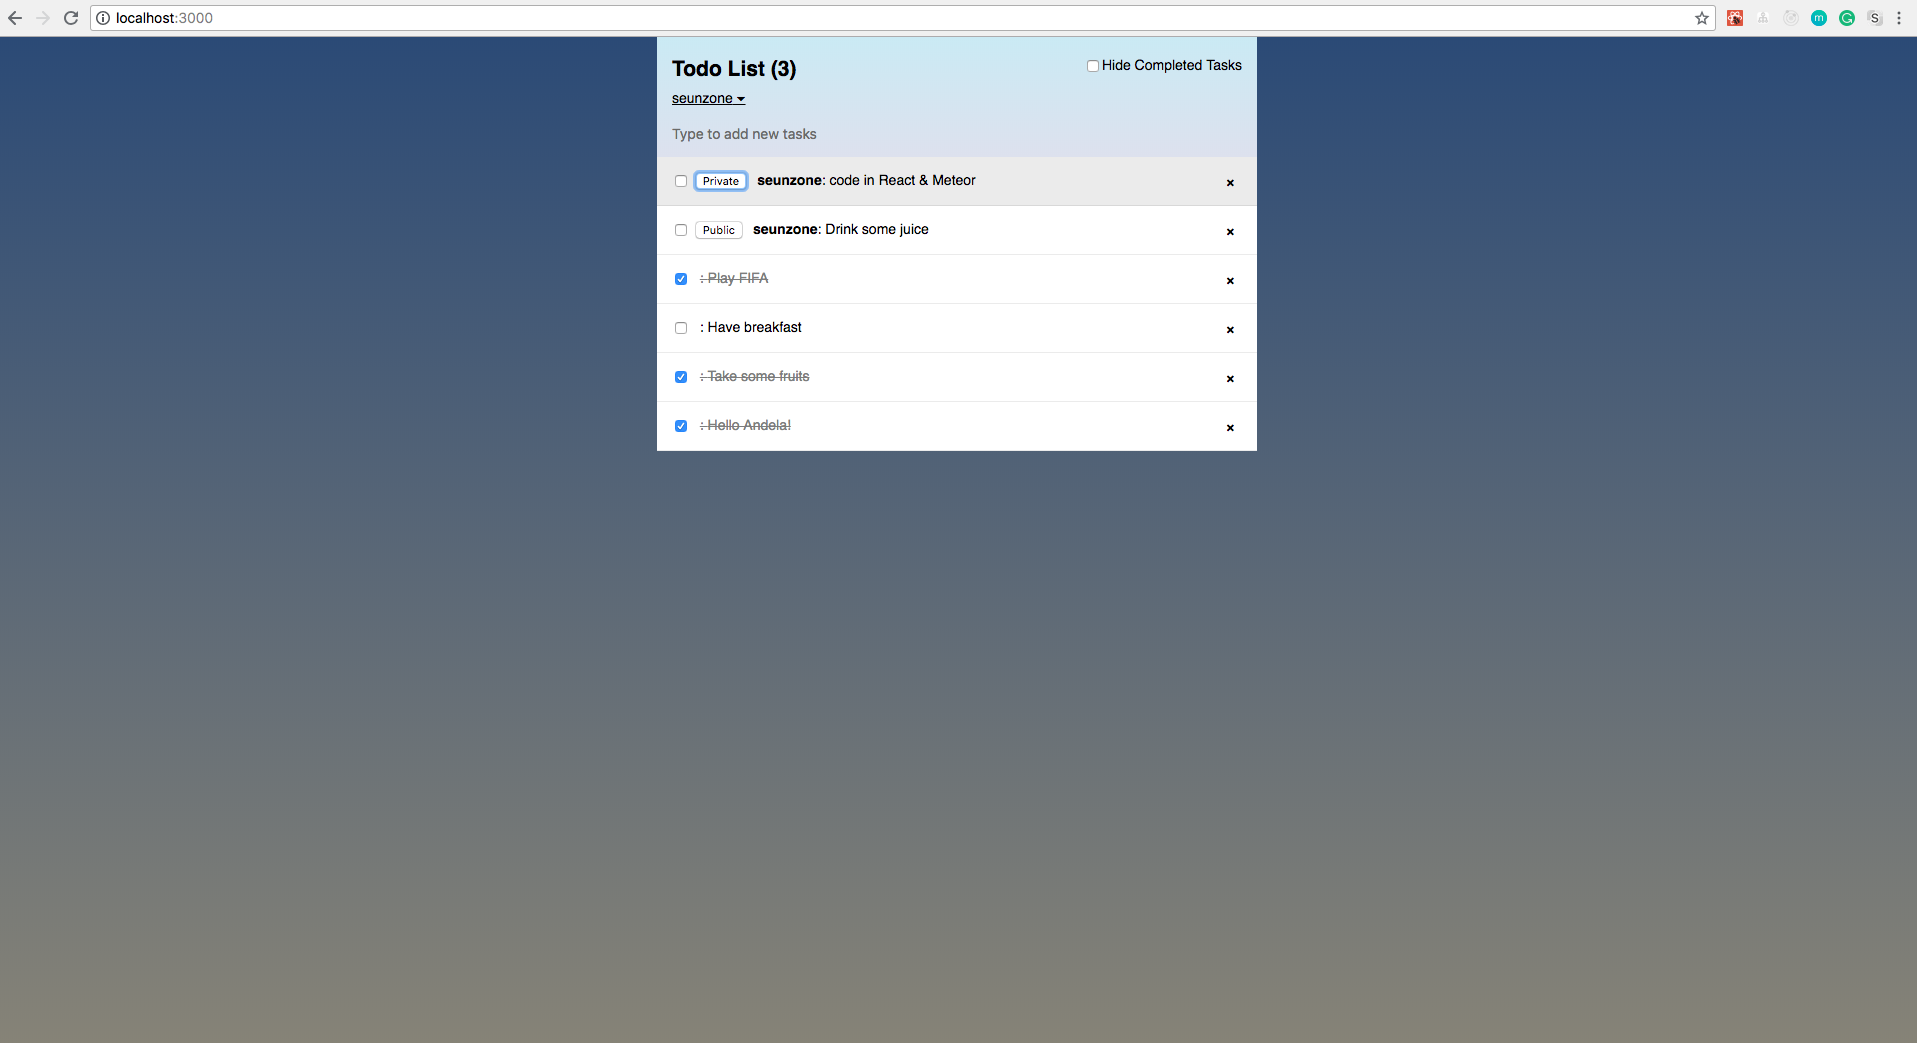 localhost:3000
m
G
S
Todo List (3)
Hide Completed Tasks
seunzone
Type to add new tasks
Private seunzone: code in React & Meteor ×
Public seunzone: Drink some juice ×
: Play FIFA ×
: Have breakfast ×
: Take some fruits ×
: Hello Andela! ×